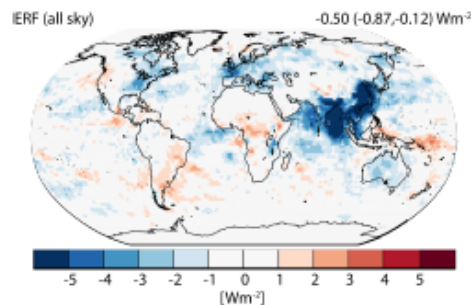 IERF (all sky) -0.50 (-0.87,-0.12) Wm⁻²
-5 -4 -3 -2 -1 0 1 2 3 4 5
[Wm⁻²]